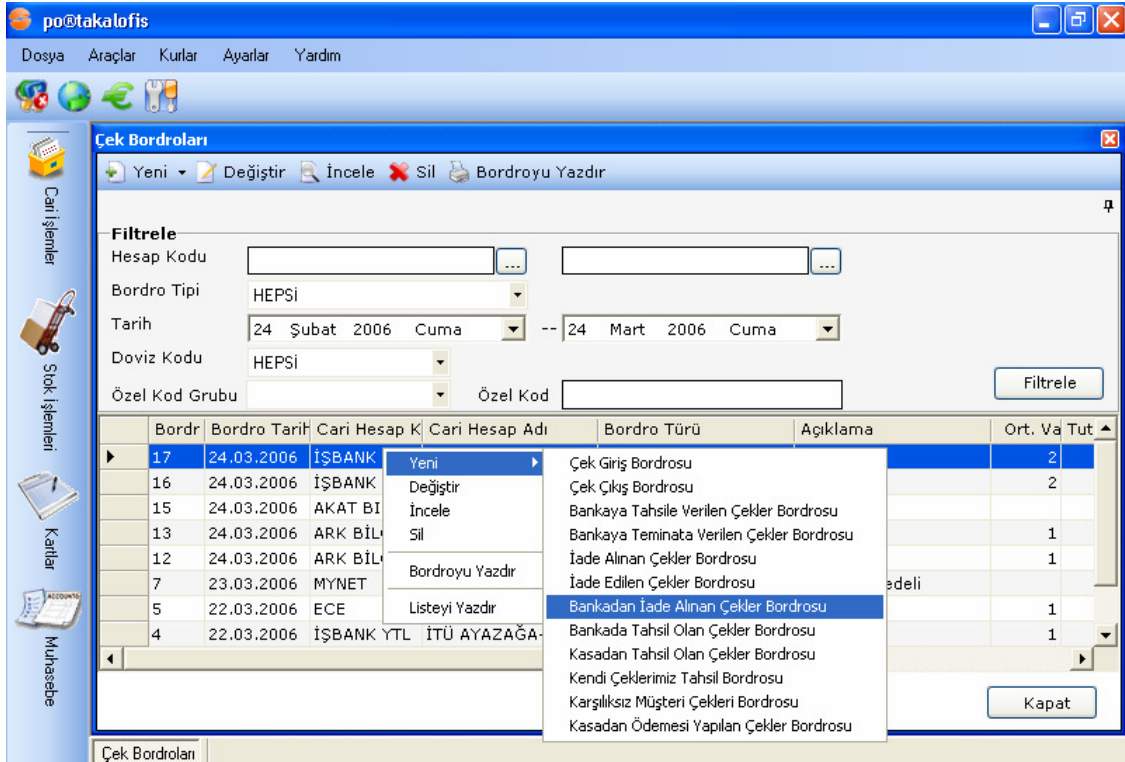 po®takalofis
Dosya Araçlar Kurlar Ayarlar Yardım
Çek Bordroları
Yeni Değiştir İncele Sil Bordroyu Yazdır
Cari İşlemler
Stok İşlemleri
Kartlar
ACCOUNTS
Muhasebe
Filtrele
Hesap Kodu ... ...
Bordro Tipi HEPSİ
Tarih 24 Şubat 2006 Cuma -- 24 Mart 2006 Cuma
Doviz Kodu HEPSİ
Özel Kod Grubu Özel Kod
Filtrele
Bordr Bordro Tarih Cari Hesap K Cari Hesap Adı Bordro Türü Açıklama Ort. Va Tut
17 24.03.2006 İŞBANK 2
16 24.03.2006 İŞBANK 2
15 24.03.2006 AKAT BI
13 24.03.2006 ARK BİL 1
12 24.03.2006 ARK BİL 1
7 23.03.2006 MYNET edeli
5 22.03.2006 ECE 1
4 22.03.2006 İŞBANK YTL İTÜ AYAZAĞA- 1
Yeni
Değiştir
İncele
Sil
Bordroyu Yazdır
Listeyi Yazdır
Çek Giriş Bordrosu
Çek Çıkış Bordrosu
Bankaya Tahsile Verilen Çekler Bordrosu
Bankaya Teminata Verilen Çekler Bordrosu
İade Alınan Çekler Bordrosu
İade Edilen Çekler Bordrosu
Bankadan İade Alınan Çekler Bordrosu
Bankada Tahsil Olan Çekler Bordrosu
Kasadan Tahsil Olan Çekler Bordrosu
Kendi Çeklerimiz Tahsil Bordrosu
Karşılıksız Müşteri Çekleri Bordrosu
Kasadan Ödemesi Yapılan Çekler Bordrosu
Kapat
Çek Bordroları